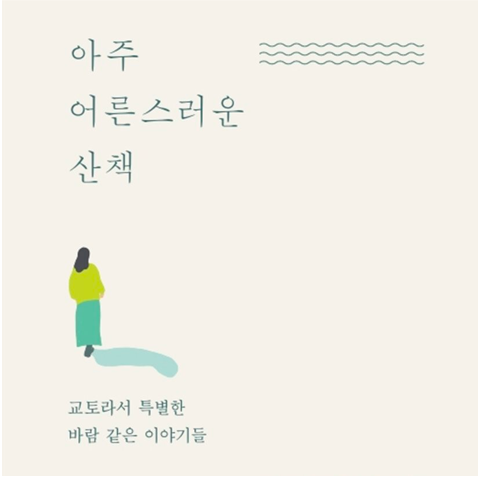 아주
어른스러운
산책
교토라서 특별한
바람 같은 이야기들